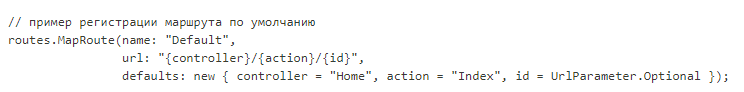 // пример регистрации маршрута по умолчанию
routes.MapRoute(name: "Default",
url: "{controller}/{action}/{id}",
defaults: new { controller = "Home", action = "Index", id = UrlParameter.Optional });